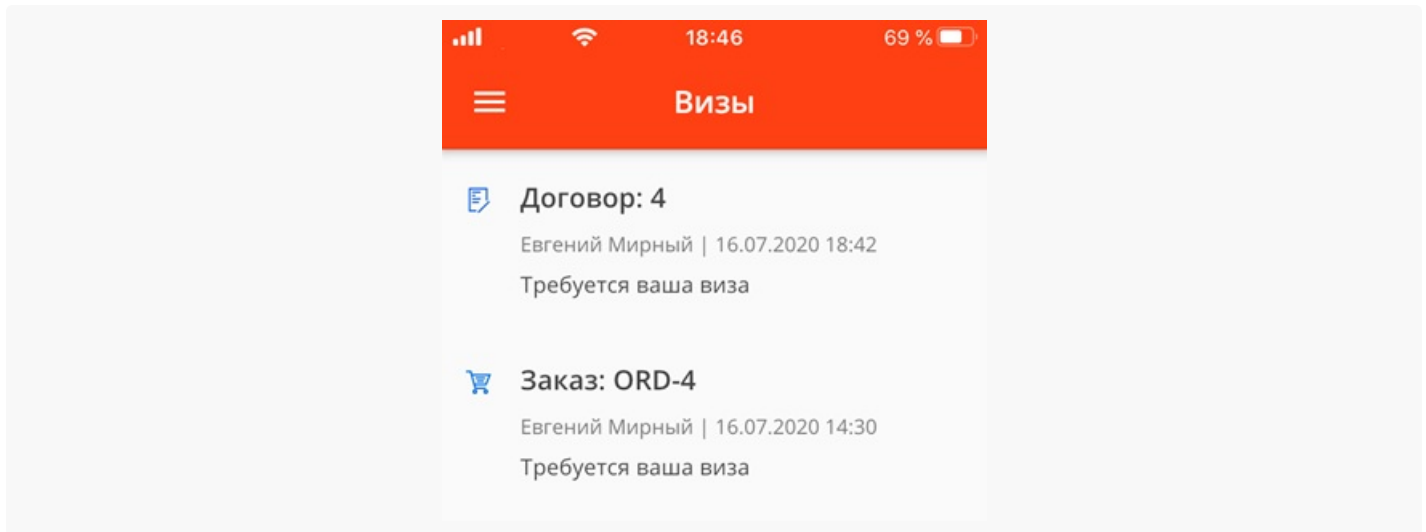 18:46
69 %
Визы
Договор: 4
Евгений Мирный | 16.07.2020 18:42
Требуется ваша виза
Заказ: ORD-4
Евгений Мирный | 16.07.2020 14:30
Требуется ваша виза